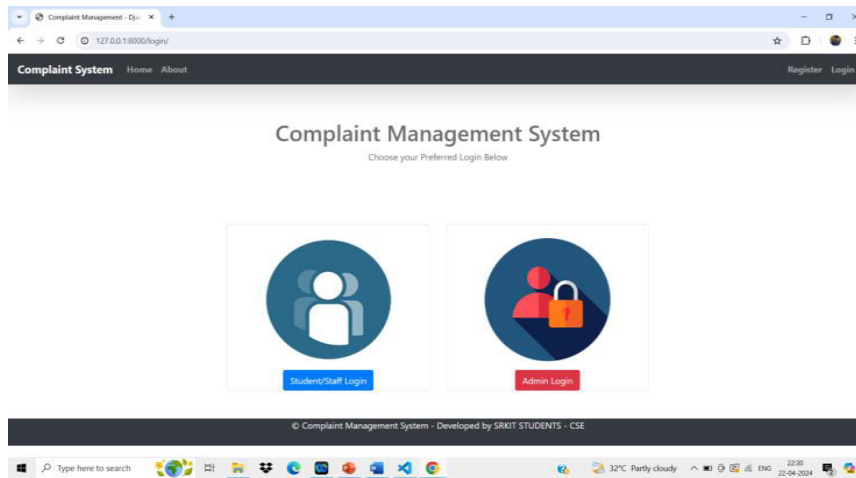 Complaint Management - Dja
127.0.0.1:8000/login/
Complaint System Home About Register Login
Complaint Management System
Choose your Preferred Login Below
Student/Staff Login
Admin Login
© Complaint Management System - Developed by SRKIT STUDENTS - CSE
Type here to search
32°C Partly cloudy
ENG
22:30
22-04-2024